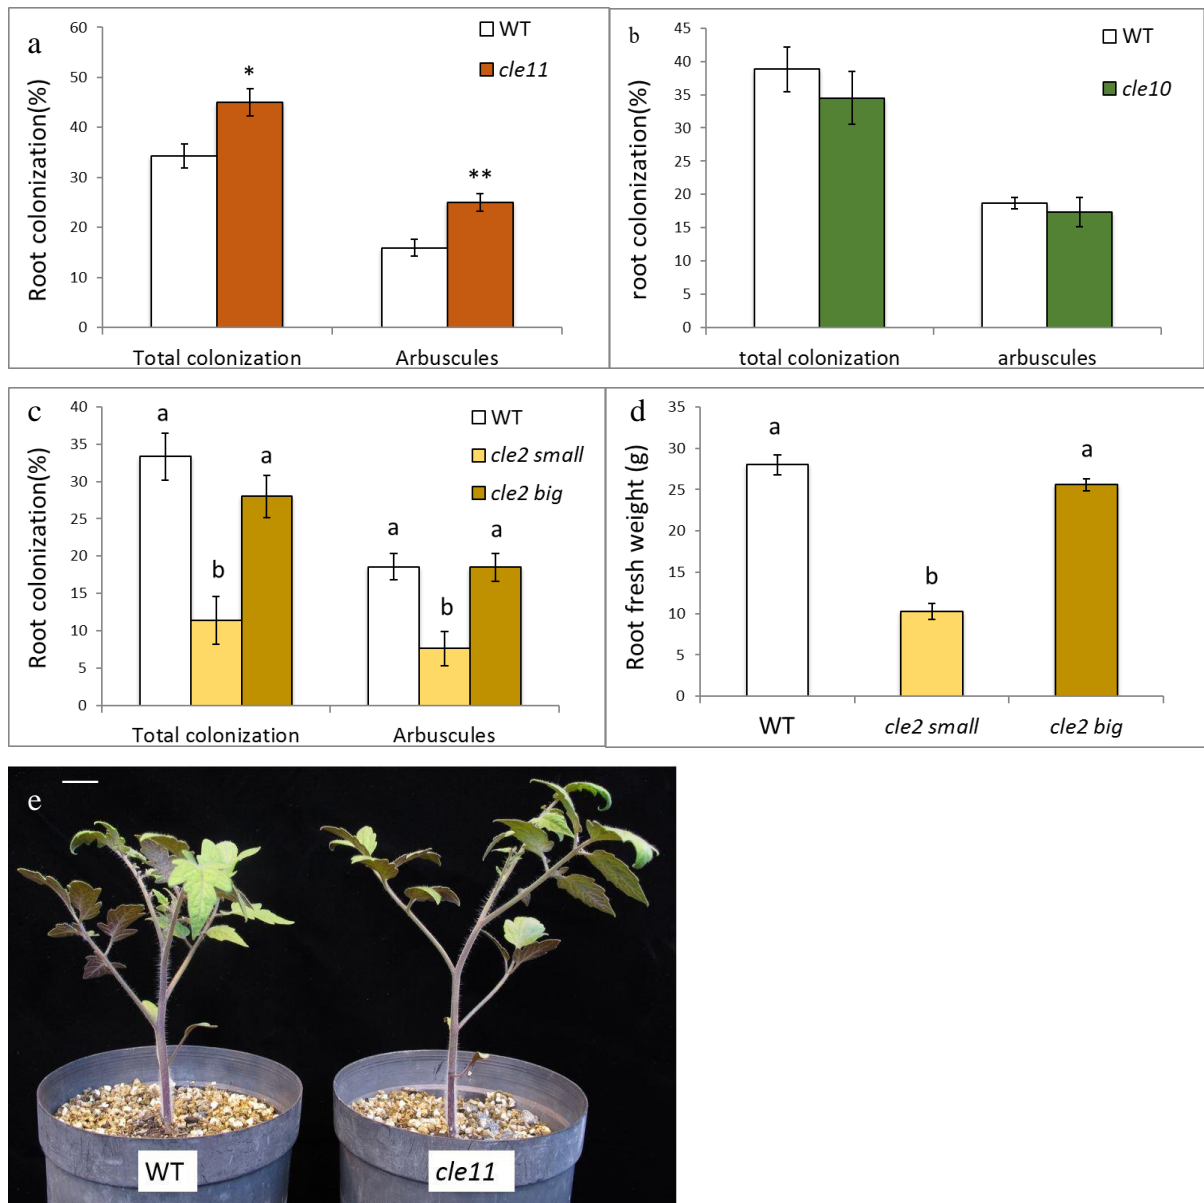 a
Root colonization(%)
60
50
40
30
20
10
0
WT
cle11
*
**
Total colonization
Arbuscules
b
root colonization(%)
45
40
35
30
25
20
15
10
5
0
WT
cle10
total colonization
arbuscules
c
Root colonization(%)
40
35
30
25
20
15
10
5
0
WT
cle2 small
cle2 big
a
b
a
a
b
a
Total colonization
Arbuscules
d
Root fresh weight (g)
35
30
25
20
15
10
5
0
a
b
a
WT
cle2 small
cle2 big
e
WT
cle11